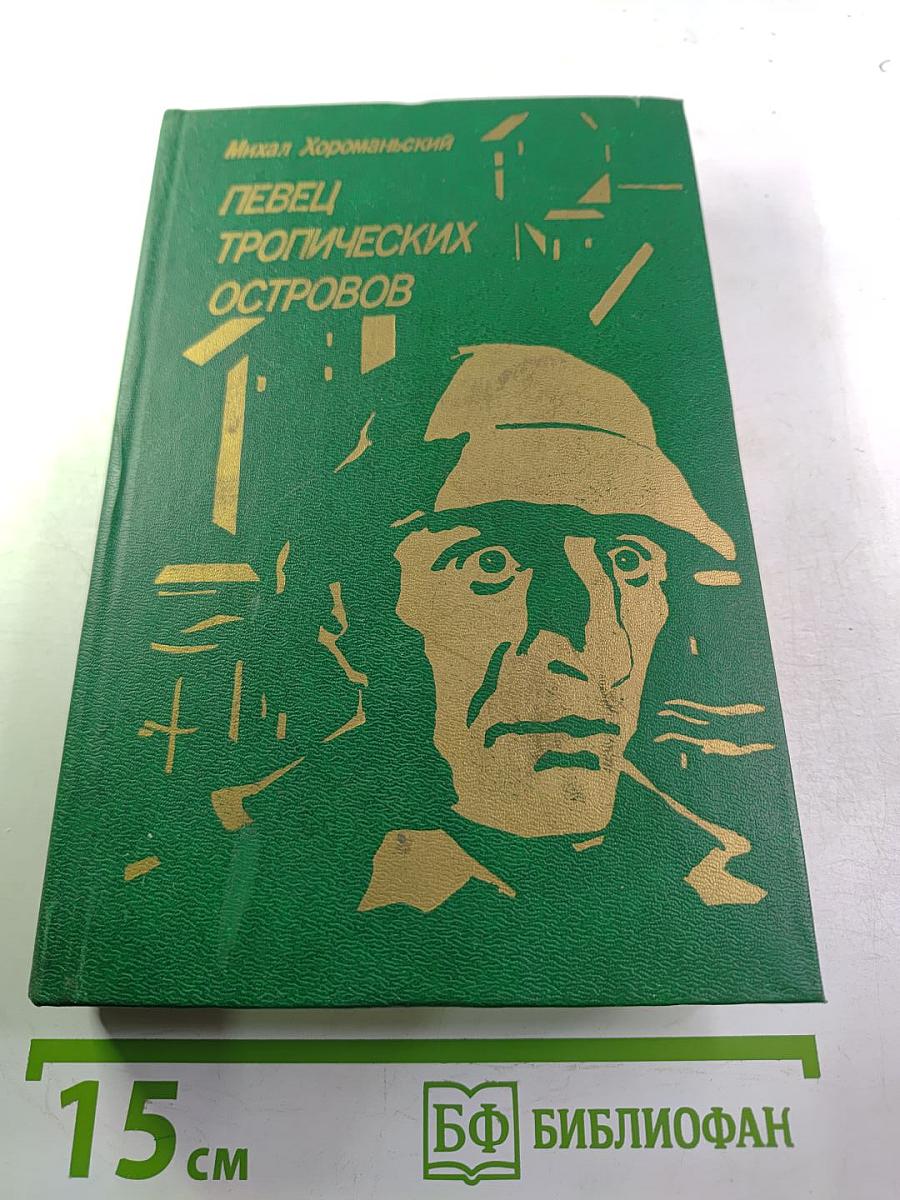 Михал Хороманьский
ПЕВЕЦ
ТРОПИЧЕСКИХ
ОСТРОВОВ
15 см
БФ БИБЛИОФАН